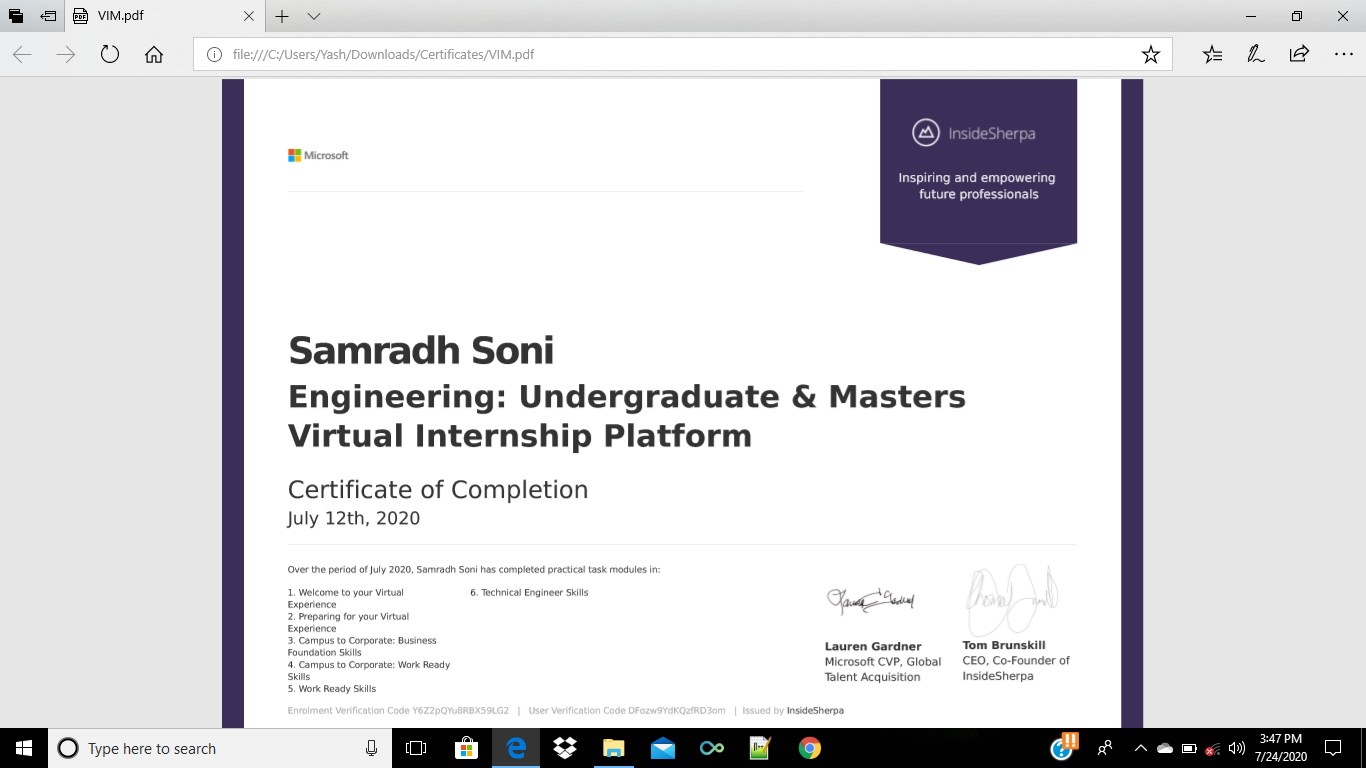 VIM.pdf
file:///C:/Users/Yash/Downloads/Certificates/VIM.pdf
Microsoft
InsideSherpa
Inspiring and empowering
future professionals
Samradh Soni
Engineering: Undergraduate & Masters
Virtual Internship Platform
Certificate of Completion
July 12th, 2020
Over the period of July 2020, Samradh Soni has completed practical task modules in:
1. Welcome to your Virtual
Experience
2. Preparing for your Virtual
Experience
3. Campus to Corporate: Business
Foundation Skills
4. Campus to Corporate: Work Ready
Skills
5. Work Ready Skills
6. Technical Engineer Skills
Lauren Gardner
Microsoft CVP, Global
Talent Acquisition
Tom Brunskill
CEO, Co-Founder of
InsideSherpa
Enrolment Verification Code Y6Z2pQYu8RBX59LG2 | User Verification Code DFozw9YdKQzfRD3om | Issued by InsideSherpa
Type here to search
3:47 PM
7/24/2020